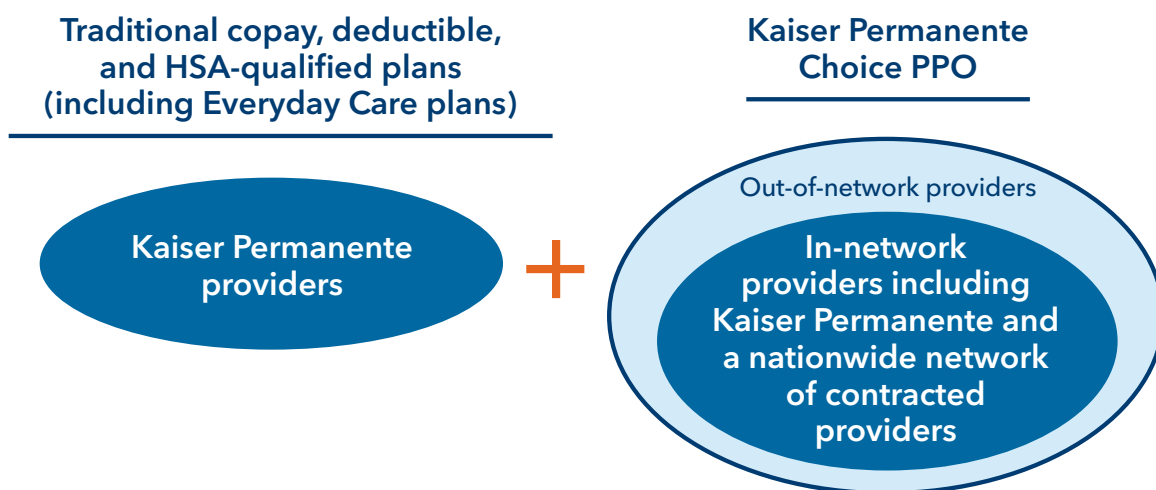 Traditional copay, deductible,
and HSA-qualified plans
(including Everyday Care plans)
Kaiser Permanente
providers
+
Kaiser Permanente
Choice PPO
Out-of-network providers
In-network
providers including
Kaiser Permanente and
a nationwide network
of contracted
providers